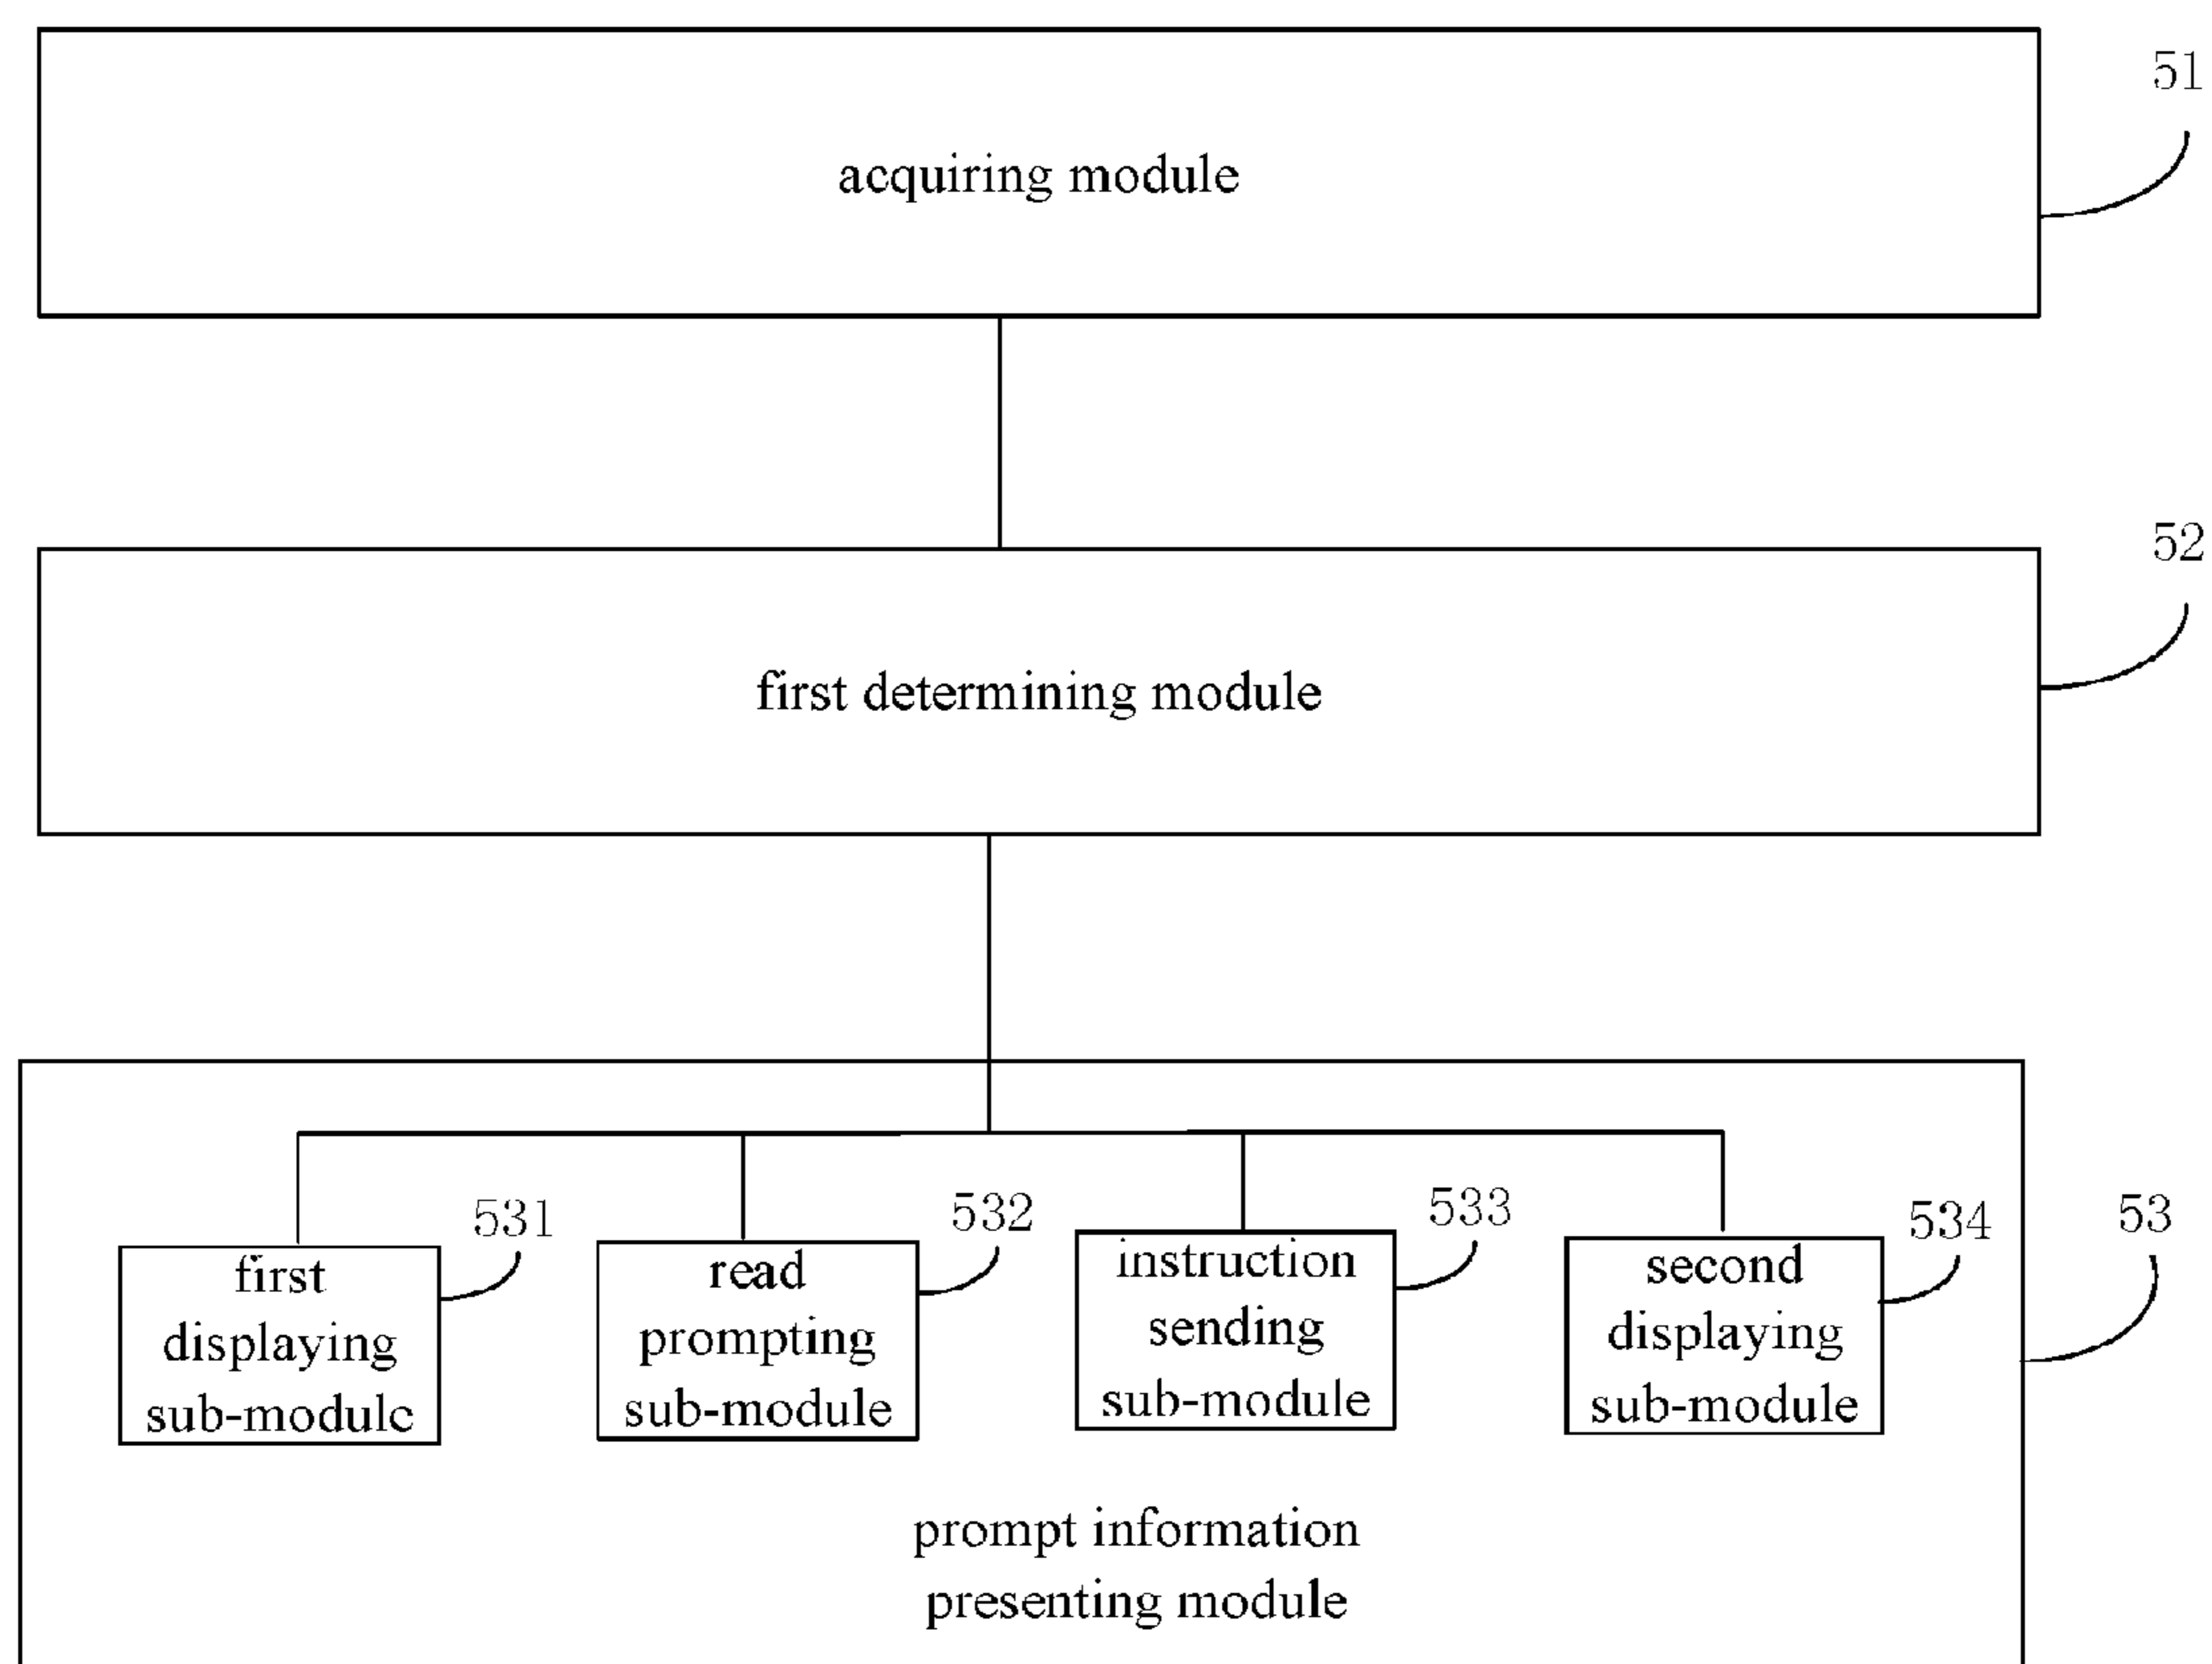 51
acquiring module
52
first determining module
531
532
533
534
53
first
displaying
sub-module
read
prompting
sub-module
instruction
sending
sub-module
second
displaying
sub-module
prompt information
presenting module